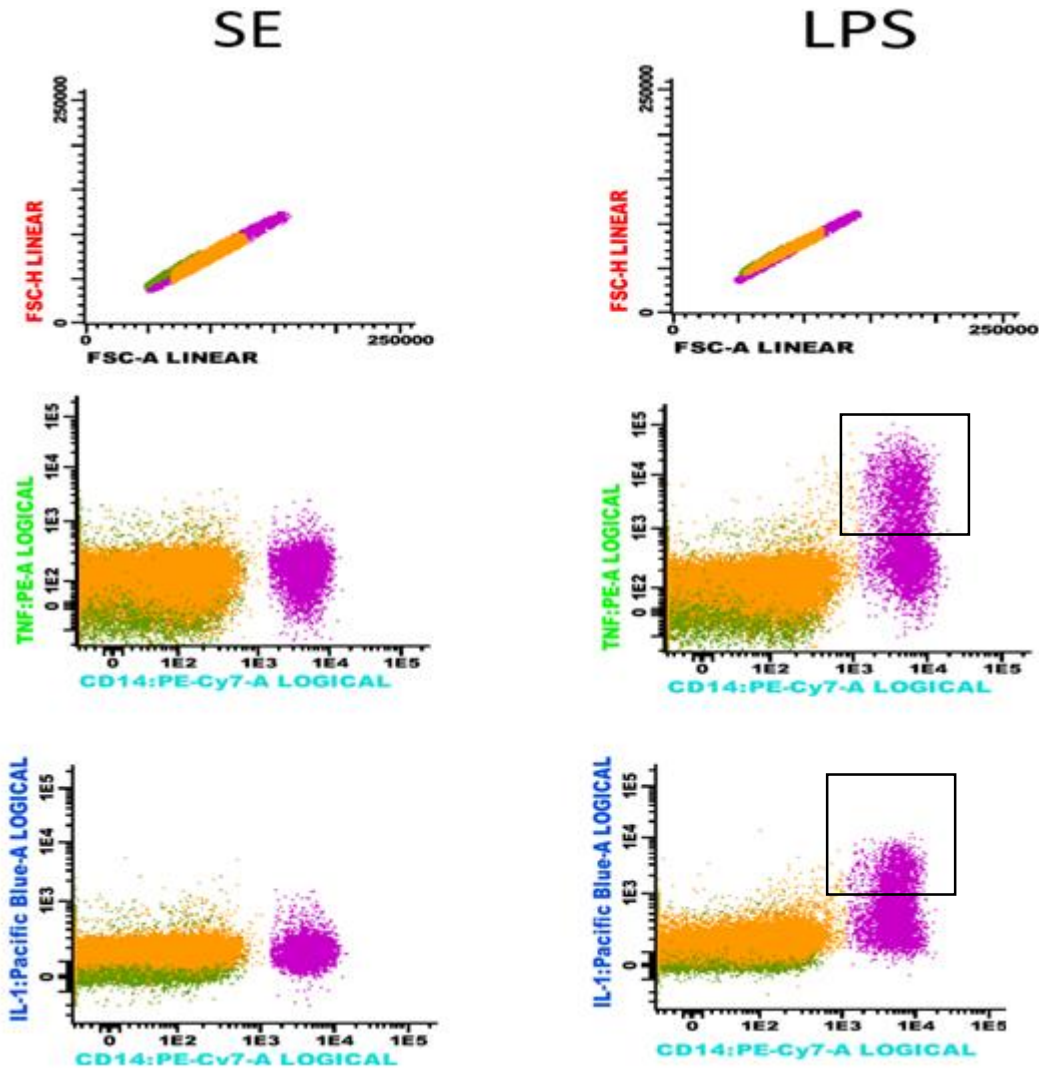 SE
LPS
250000
FSC-H LINEAR
0
0
250000
FSC-A LINEAR
250000
FSC-H LINEAR
0
0
250000
FSC-A LINEAR
1E5
1E4
1E3
1E2
0
TNF:PE-A LOGICAL
0 1E2 1E3 1E4 1E5
CD14:PE-Cy7-A LOGICAL
1E5
1E4
1E3
1E2
0
TNF:PE-A LOGICAL
0 1E2 1E3 1E4 1E5
CD14:PE-Cy7-A LOGICAL
1E5
1E4
1E3
0
IL-1:Pacific Blue-A LOGICAL
0 1E2 1E3 1E4 1E5
CD14:PE-Cv7-A LOGICAL
1E5
1E4
1E3
0
IL-1:Pacific Blue-A LOGICAL
0 1E2 1E3 1E4 1E5
CD14:PE-Cy7-A LOGICAL